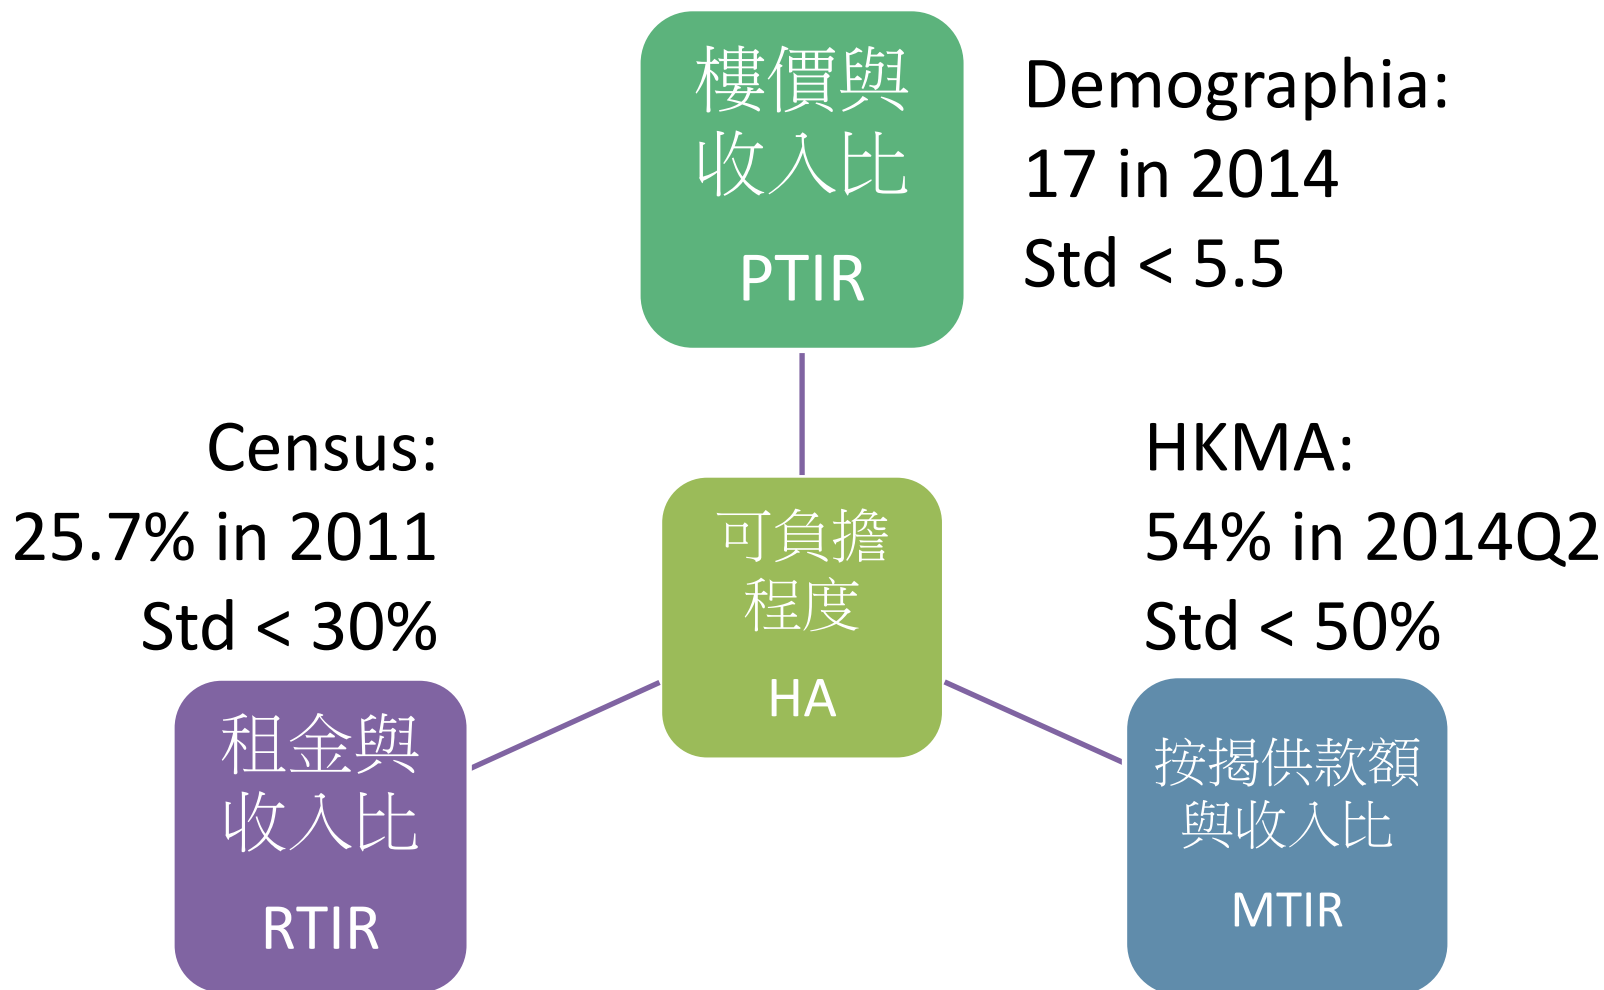 樓價與
收入比
PTIR
Demographia:
17 in 2014
Std < 5.5
Census:
25.7% in 2011
Std < 30%
HKMA:
54% in 2014Q2
Std < 50%
可負擔
程度
HA
租金與
收入比
RTIR
按揭供款額
與收入比
MTIR